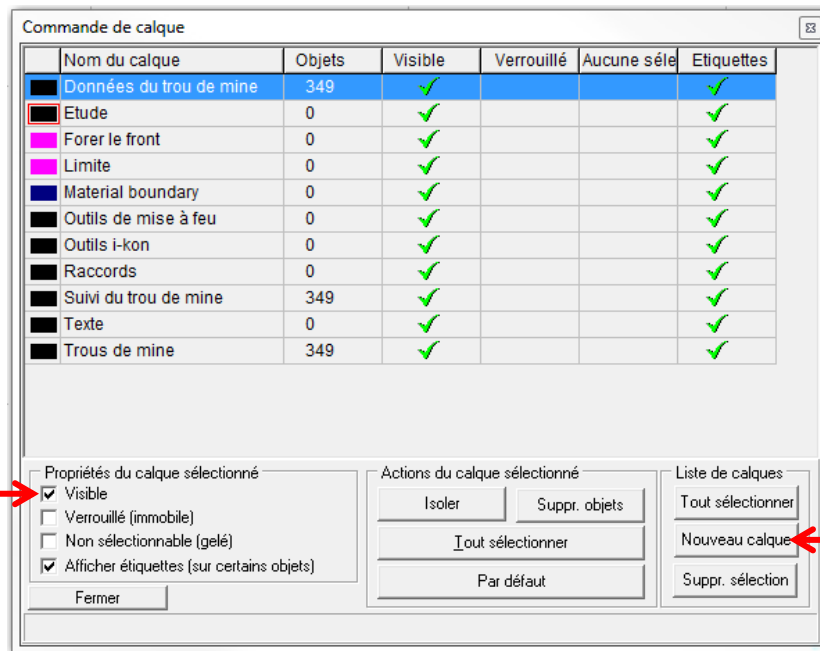 Commande de calque
Nom du calque Objets Visible Verrouillé Aucune séle Etiquettes
Données du trou de mine 349
Etude 0
Forer le front 0
Limite 0
Material boundary 0
Outils de mise à feu 0
Outils i-kon 0
Raccords 0
Suivi du trou de mine 349
Texte 0
Trous de mine 349
Propriétés du calque sélectionné
Visible
Verrouillé (immobile)
Non sélectionnable (gelé)
Afficher étiquettes (sur certains objets)
Fermer
Actions du calque sélectionné
Isoler Suppr. objets
Tout sélectionner
Par défaut
Liste de calques
Tout sélectionner
Nouveau calque
Suppr. sélection